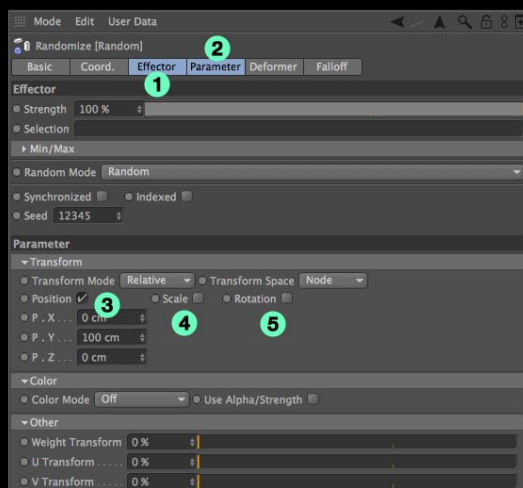 Mode Edit User Data
Randomize [Random]
2
Basic Coord. Effector Parameter Deformer Falloff
1
Effector
Strength 100 %
Selection
Min/Max
Random Mode Random
Synchronized Indexed
Seed 12345
Parameter
Transform
Transform Mode Relative Transform Space Node
Position 3 Scale Rotation
P . X . . . 0 cm 4 5
P . Y . . . . 100 cm
P . Z . . . . 0 cm
Color
Color Mode Off Use Alpha/Strength
Other
Weight Transform 0 %
U Transform . . . . . 0 %
V Transform . . . . . 0 %